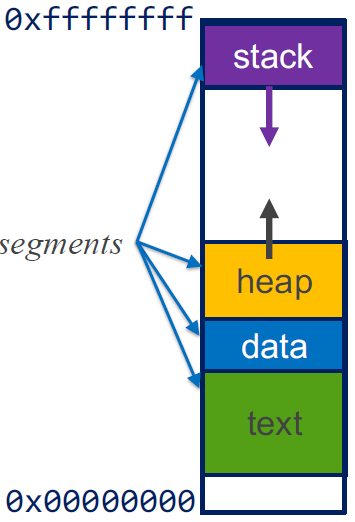 0xffffffff
stack
segments
heap
data
text
0x00000000